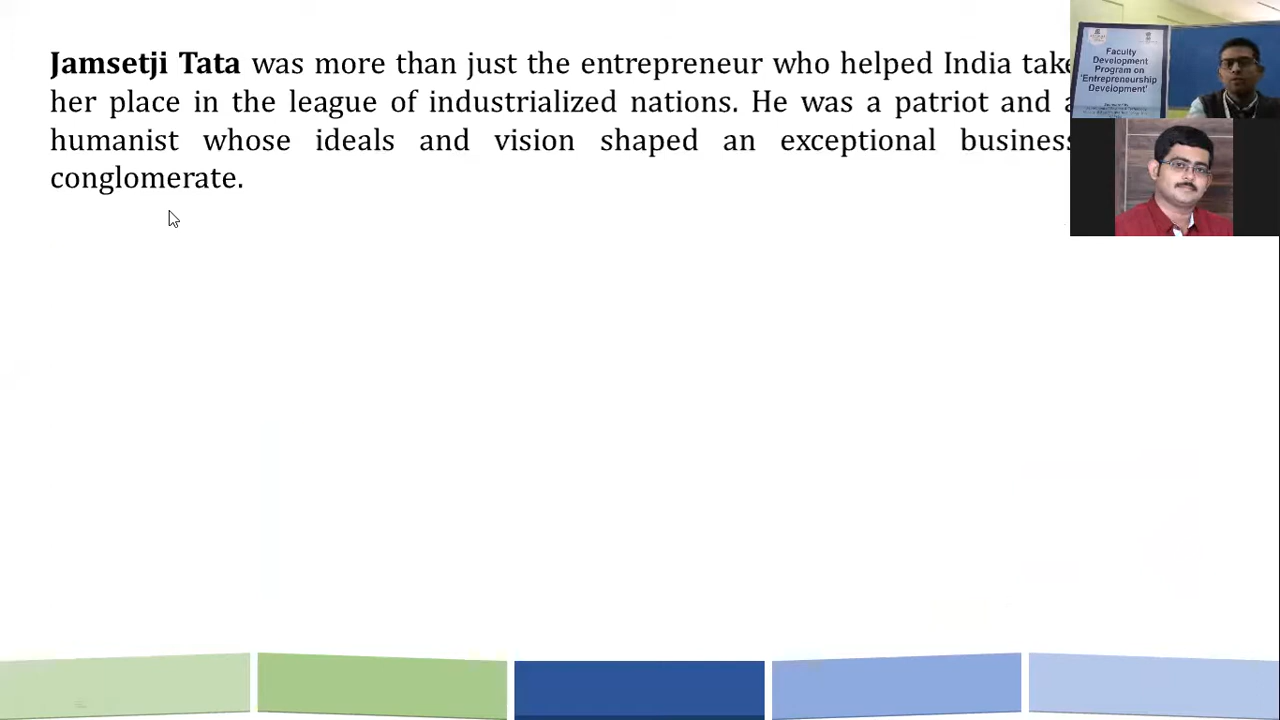 Jamsetji Tata was more than just the entrepreneur who helped India take
her place in the league of industrialized nations. He was a patriot and a
humanist whose ideals and vision shaped an exceptional business
conglomerate.
Faculty
Development
Program on
'Entrepreneurship
Development'